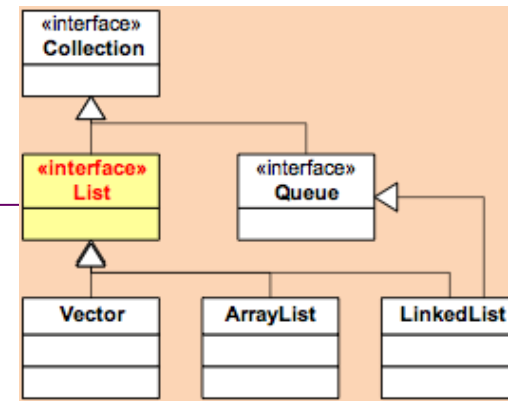 «interface»
Collection
«interface»
List
«interface»
Queue
Vector
ArrayList
LinkedList